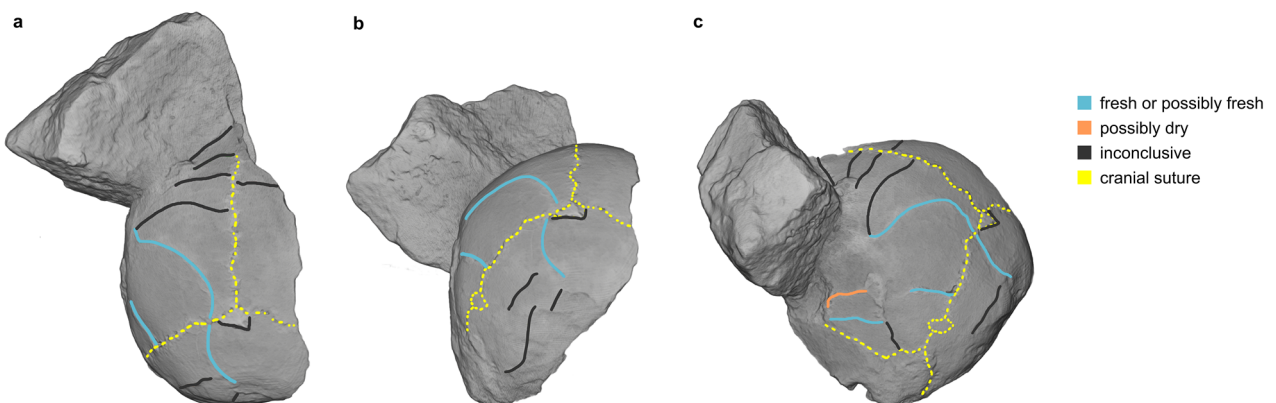 a
b
c
fresh or possibly fresh
possibly dry
inconclusive
cranial suture